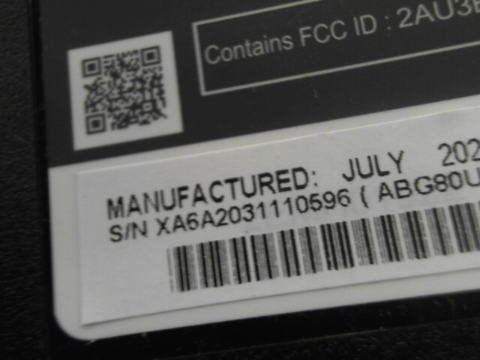 Contains FCC ID : 2AU3
MANUFACTURED: JULY 202
S/N XA6A2031110596 ( ABG80U